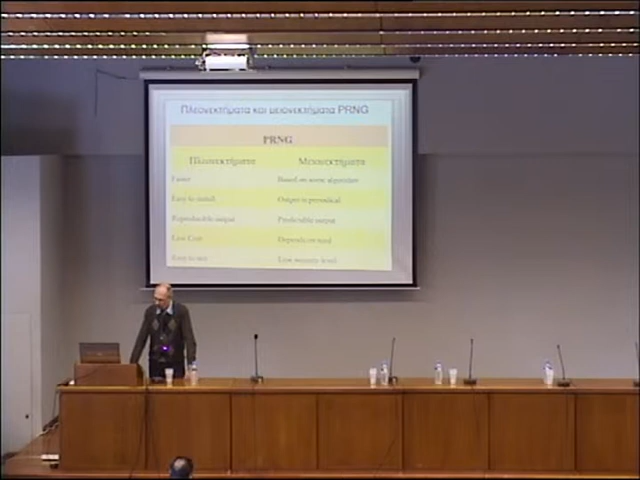 Πλεονεκτήματα και μειονεκτήματα PRNG
PRNG
Πλεονεκτήματα Μειονεκτήματα
Faster Based on some algorithm
Easy to install Output is periodical
Reproducible output Predictable output
Low Cost Depends on seed
Easy to use Low security level